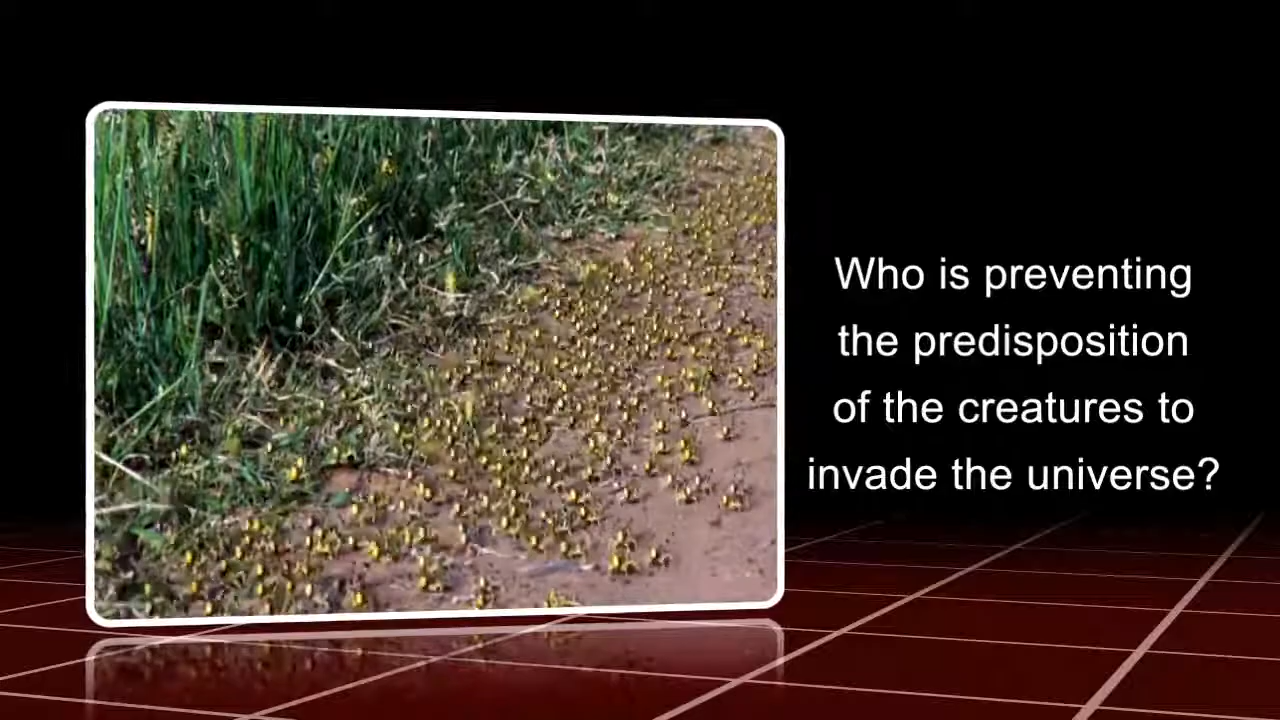 Who is preventing
the predisposition
of the creatures to
invade the universe?